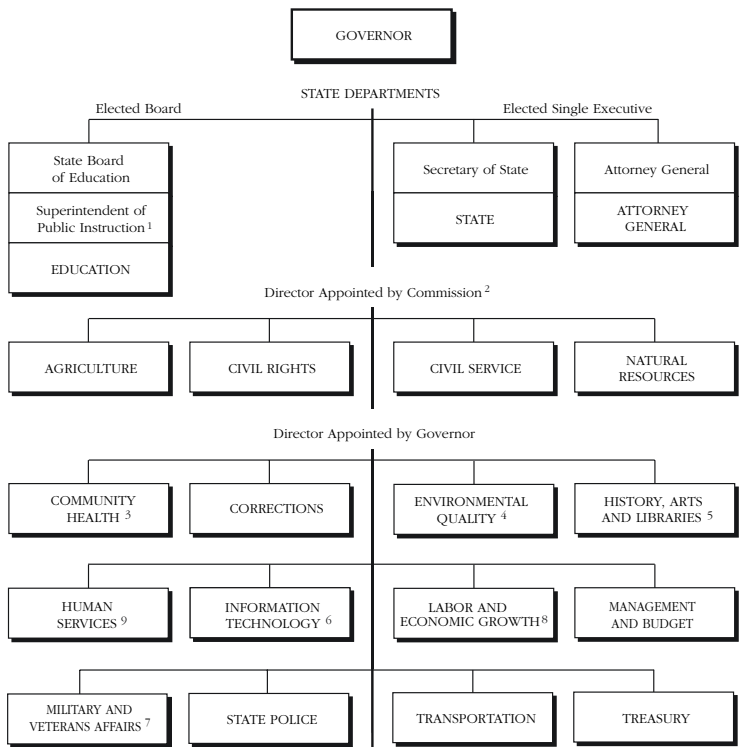 GOVERNOR
STATE DEPARTMENTS
Elected Board
Elected Single Executive
State Board
of Education
Superintendent of
Public Instruction 1
EDUCATION
Secretary of State
STATE
Attorney General
ATTORNEY
GENERAL
Director Appointed by Commission 2
AGRICULTURE
CIVIL RIGHTS
CIVIL SERVICE
NATURAL
RESOURCES
Director Appointed by Governor
COMMUNITY
HEALTH 3
CORRECTIONS
ENVIRONMENTAL
QUALITY 4
HISTORY, ARTS
AND LIBRARIES 5
HUMAN
SERVICES 9
INFORMATION
TECHNOLOGY 6
LABOR AND
ECONOMIC GROWTH 8
MANAGEMENT
AND BUDGET
MILITARY AND
VETERANS AFFAIRS 7
STATE POLICE
TRANSPORTATION
TREASURY